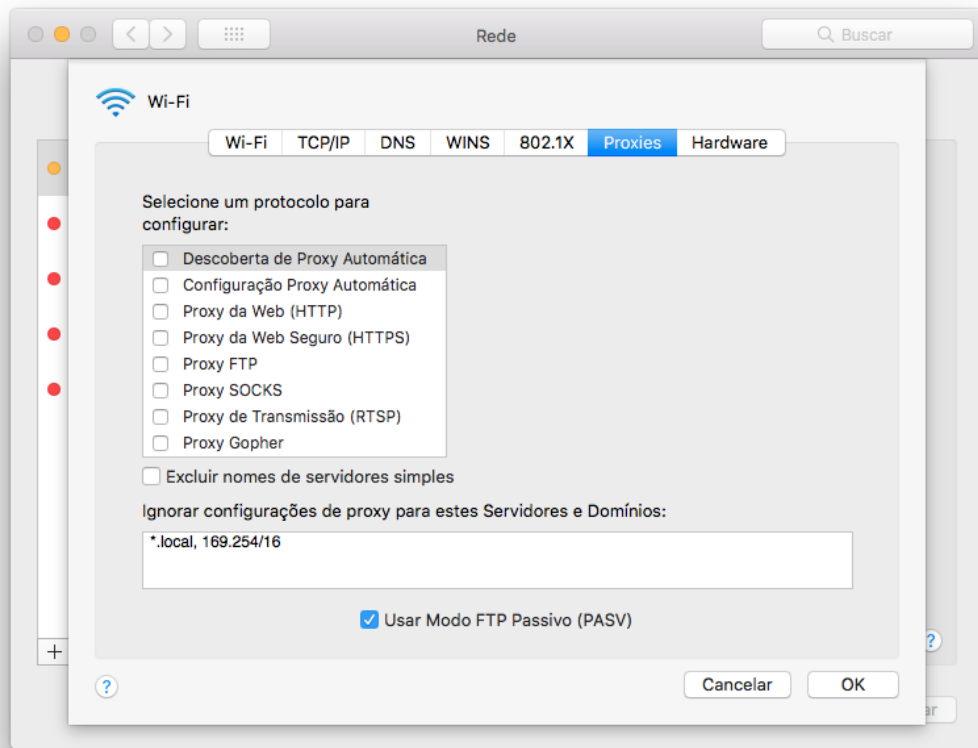 Rede
Buscar
Wi-Fi
Wi-Fi TCP/IP DNS WINS 802.1X Proxies Hardware
Selecione um protocolo para
configurar:
Descoberta de Proxy Automática
Configuração Proxy Automática
Proxy da Web (HTTP)
Proxy da Web Seguro (HTTPS)
Proxy FTP
Proxy SOCKS
Proxy de Transmissão (RTSP)
Proxy Gopher
Excluir nomes de servidores simples
Ignorar configurações de proxy para estes Servidores e Domínios:
*.local, 169.254/16
Usar Modo FTP Passivo (PASV)
+
?
?
Cancelar OK
ar